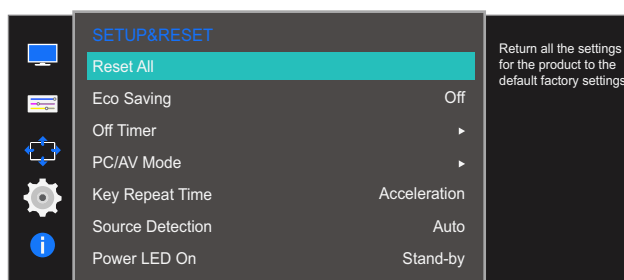 SETUP&RESET
Reset All
Eco Saving Off
Off Timer
PC/AV Mode
Key Repeat Time Acceleration
Source Detection Auto
Power LED On Stand-by
Return all the settings
for the product to the
default factory settings